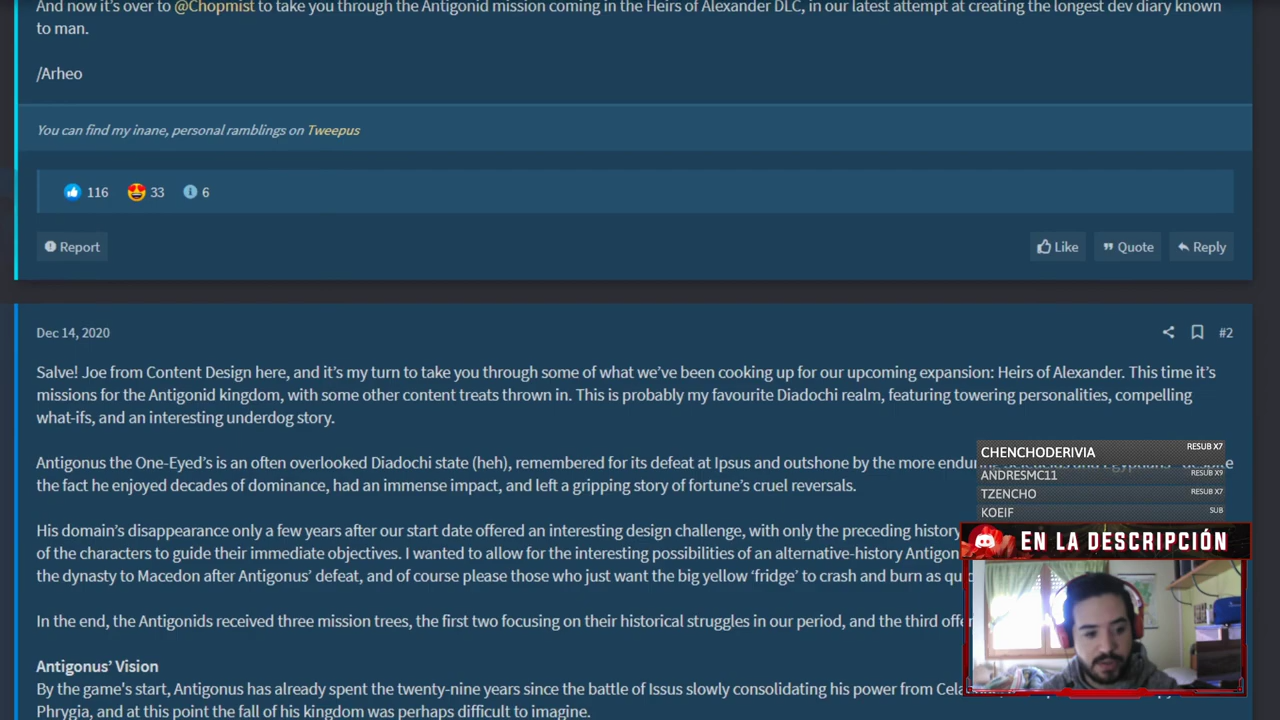 And now it's over to @Chopmist to take you through the Antigonid mission coming in the Heirs of Alexander DLC, in our latest attempt at creating the longest dev diary known
to man.
/Arheo
You can find my inane, personal ramblings on Tweepus
116 33 6
Report
Like Quote Reply
Dec 14, 2020 #2
Salve! Joe from Content Design here, and it's my turn to take you through some of what we've been cooking up for our upcoming expansion: Heirs of Alexander. This time it's
missions for the Antigonid kingdom, with some other content treats thrown in. This is probably my favourite Diadochi realm, featuring towering personalities, compelling
what-ifs, and an interesting underdog story.
Antigonus the One-Eyed's is an often overlooked Diadochi state (heh), remembered for its defeat at Ipsus and outshone by the more
the fact he enjoyed decades of dominance, had an immense impact, and left a gripping story of fortune's cruel reversals.
His domain's disappearance only a few years after our start date offered an interesting design challenge, with only the preceding history
of the characters to guide their immediate objectives. I wanted to allow for the interesting possibilities of an alternative-history
the dynasty to Macedon after Antigonus' defeat, and of course please those who just want the big yellow 'fridge' to crash and burn as
In the end, the Antigonids received three mission trees, the first two focusing on their historical struggles in our period, and the third
Antigonus' Vision
By the game's start, Antigonus has already spent the twenty-nine years since the battle of Issus slowly consolidating his power from
Phrygia, and at this point the fall of his kingdom was perhaps difficult to imagine.
CHENCHODERIVIA RESUB X7
ANDRESMC11 RESUB X9
TZENCHO RESUB X7
KOEIF SUB
EN LA DESCRIPCIÓN